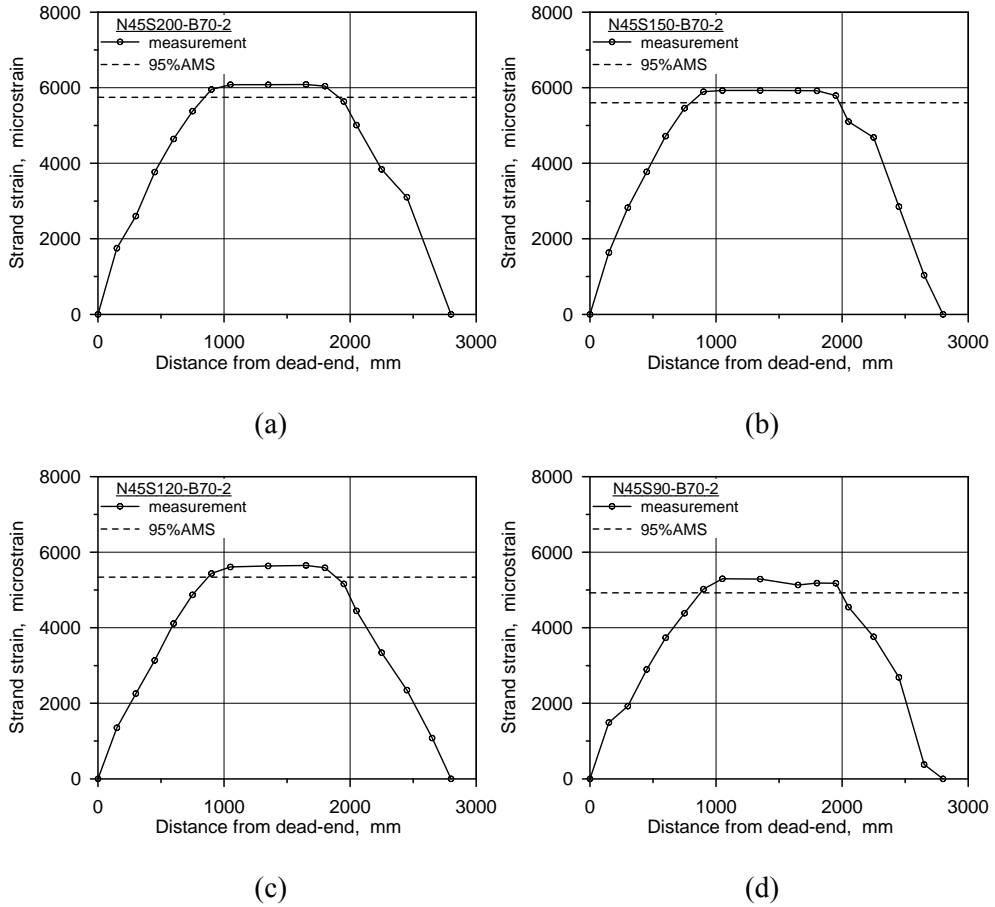 N45S200-B70-2
measurement
95%AMS
8000
6000
4000
2000
0
Strand strain, microstrain
0 1000 2000 3000
Distance from dead-end, mm
(a)
N45S150-B70-2
measurement
95%AMS
8000
6000
4000
2000
0
Strand strain, microstrain
0 1000 2000 3000
Distance from dead-end, mm
(b)
N45S120-B70-2
measurement
95%AMS
8000
6000
4000
2000
0
Strand strain, microstrain
0 1000 2000 3000
Distance from dead-end, mm
(c)
N45S90-B70-2
measurement
95%AMS
8000
6000
4000
2000
0
Strand strain, microstrain
0 1000 2000 3000
Distance from dead-end, mm
(d)